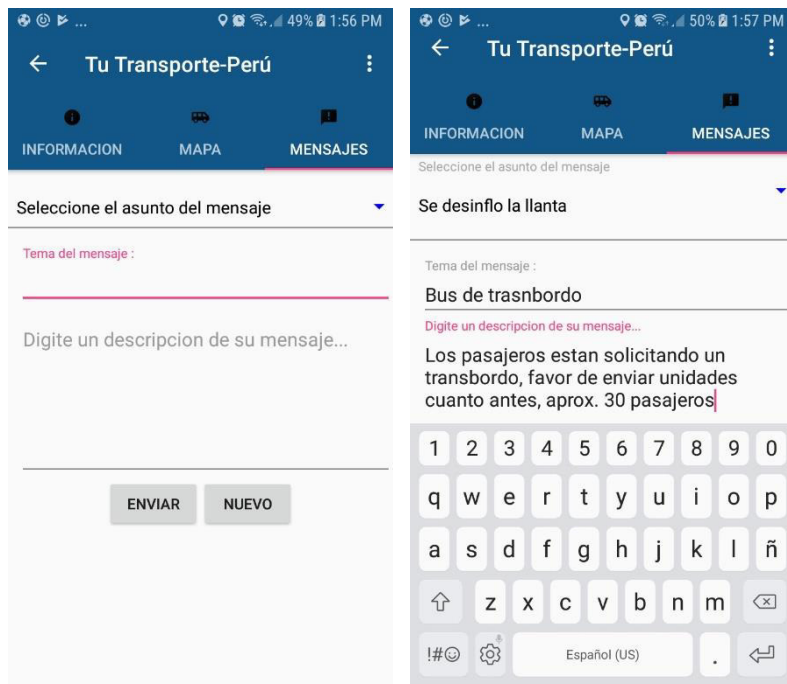 ... 49% 1:56 PM
Tu Transporte-Perú
INFORMACION MAPA MENSAJES
Seleccione el asunto del mensaje
Tema del mensaje :
Digite un descripcion de su mensaje...
ENVIAR NUEVO
... 50% 1:57 PM
Tu Transporte-Perú
INFORMACION MAPA MENSAJES
Seleccione el asunto del mensaje
Se desinflo la llanta
Tema del mensaje :
Bus de trasnbordo
Digite un descripcion de su mensaje...
Los pasajeros estan solicitando un
transbordo, favor de enviar unidades
cuanto antes, aprox. 30 pasajeros
1 2 3 4 5 6 7 8 9 0
q w e r t y u i o p
a s d f g h j k l ñ
z x c v b n m
!#☺ Español (US) .